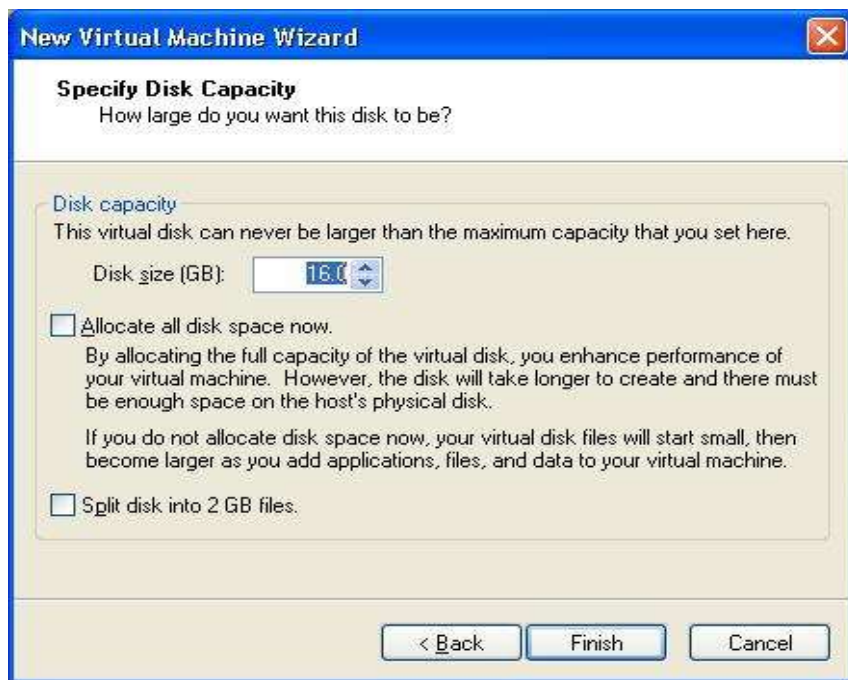 New Virtual Machine Wizard
Specify Disk Capacity
How large do you want this disk to be?
Disk capacity
This virtual disk can never be larger than the maximum capacity that you set here.
Disk size (GB): 16.0
Allocate all disk space now.
By allocating the full capacity of the virtual disk, you enhance performance of
your virtual machine. However, the disk will take longer to create and there must
be enough space on the host's physical disk.
If you do not allocate disk space now, your virtual disk files will start small, then
become larger as you add applications, files, and data to your virtual machine.
Split disk into 2 GB files.
< Back Finish Cancel